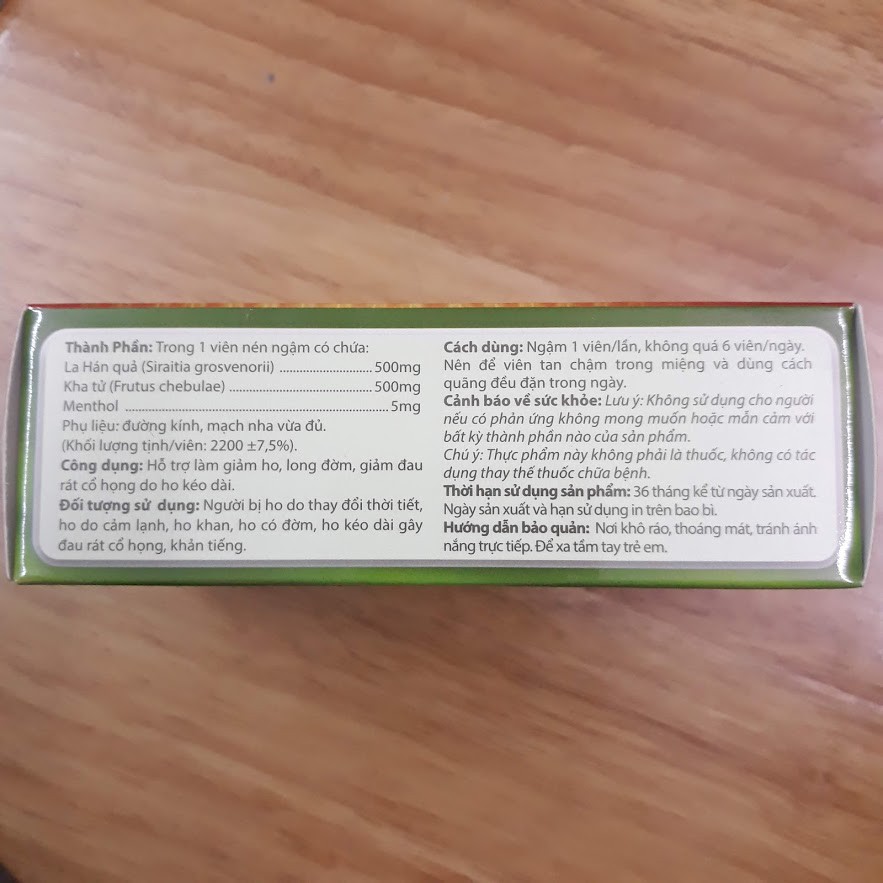 Thành Phần: Trong 1 viên nén ngậm có chứa:
La Hán quả (Siraitia grosvenorii) ............................500mg
Kha tử (Frutus chebulae) ...........................................500mg
Menthol ................................................................................5mg
Phụ liệu: đường kính, mạch nha vừa đủ.
(Khối lượng tịnh/viên: 2200 ±7,5%).
Công dụng: Hỗ trợ làm giảm ho, long đờm, giảm đau
rát cổ họng do ho kéo dài.
Đối tượng sử dụng: Người bị ho do thay đổi thời tiết,
ho do cảm lạnh, ho khan, ho có đờm, ho kéo dài gây
đau rát cổ họng, khản tiếng.
Cách dùng: Ngậm 1 viên/lần, không quá 6 viên/ngày.
Nên để viên tan chậm trong miệng và dùng cách
quãng đều đặn trong ngày.
Cảnh báo về sức khỏe: Lưu ý: Không sử dụng cho người
nếu có phản ứng không mong muốn hoặc mẫn cảm với
bất kỳ thành phần nào của sản phẩm.
Chú ý: Thực phẩm này không phải là thuốc, không có tác
dụng thay thế thuốc chữa bệnh.
Thời hạn sử dụng sản phẩm: 36 tháng kể từ ngày sản xuất.
Ngày sản xuất và hạn sử dụng in trên bao bì.
Hướng dẫn bảo quản: Nơi khô ráo, thoáng mát, tránh ánh
nắng trực tiếp. Để xa tầm tay trẻ em.